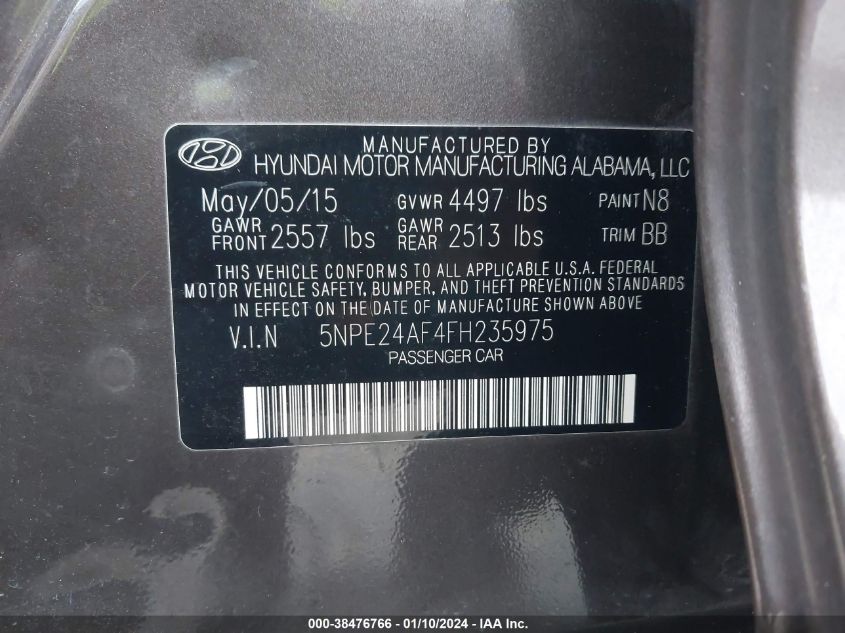 MANUFACTURED BY
HYUNDAI MOTOR MANUFACTURING ALABAMA, LLC
May/05/15 GVWR 4497 lbs PAINT N8
GAWR FRONT 2557 lbs GAWR REAR 2513 lbs TRIM BB
THIS VEHICLE CONFORMS TO ALL APPLICABLE U.S.A. FEDERAL
MOTOR VEHICLE SAFETY, BUMPER, AND THEFT PREVENTION STANDARDS
IN EFFECT ON THE DATE OF MANUFACTURE SHOWN ABOVE
V.I.N 5NPE24AF4FH235975
PASSENGER CAR
000-38476766 - 01/10/2024 - IAA Inc.